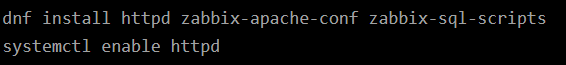 dnf install httpd zabbix-apache-conf zabbix-sql-scripts
systemctl enable httpd